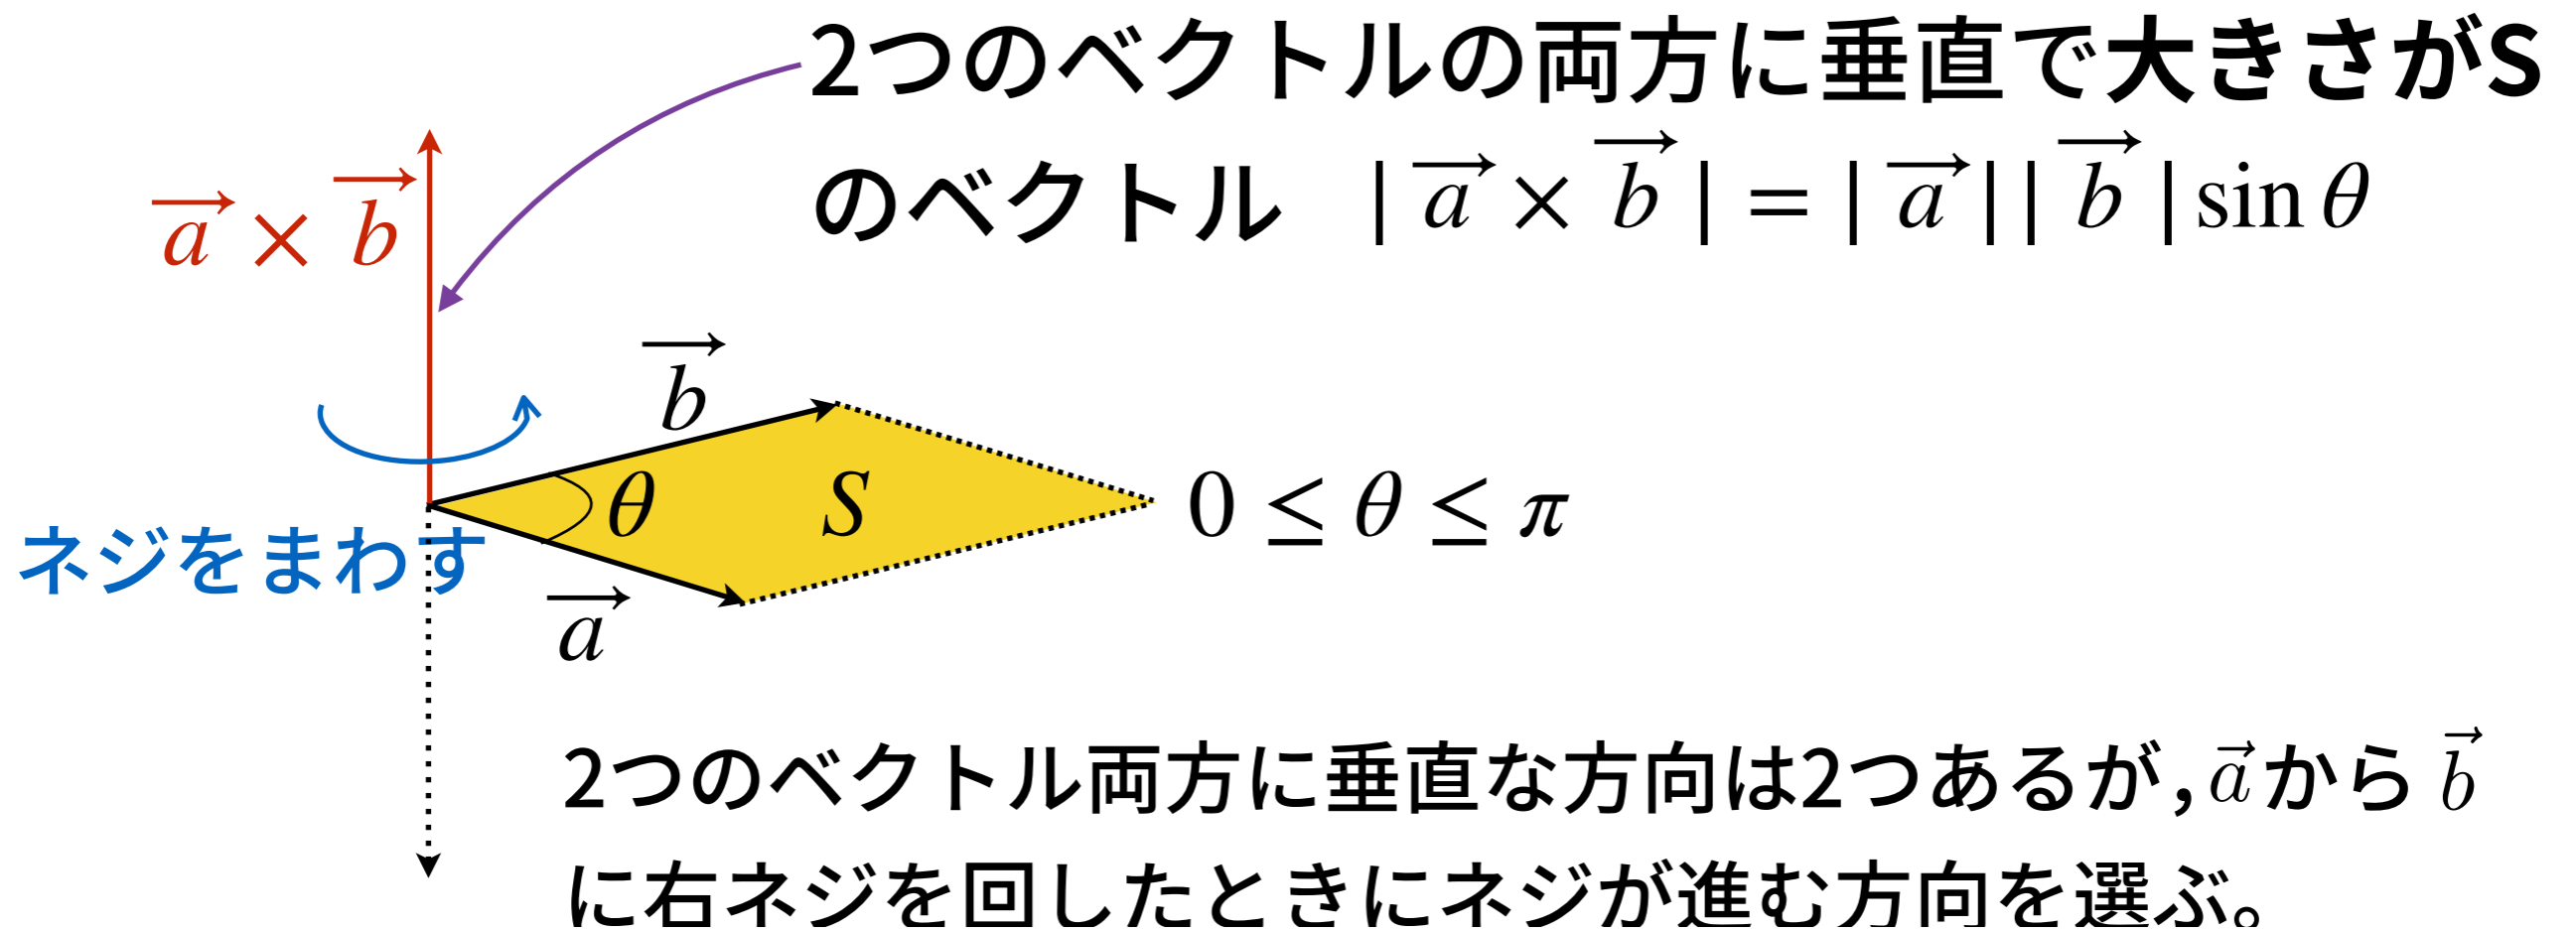 2つのベクトルの両方に垂直で大きさがS
のベクトル |a⃗ × b⃗| = |a⃗||b⃗| sin θ
a⃗ × b⃗
b⃗
θ
S
0 ≤ θ ≤ π
ネジをまわす
a⃗
2つのベクトル両方に垂直な方向は2つあるが, a⃗から b⃗
に右ネジを回したときにネジが進む方向を選ぶ。